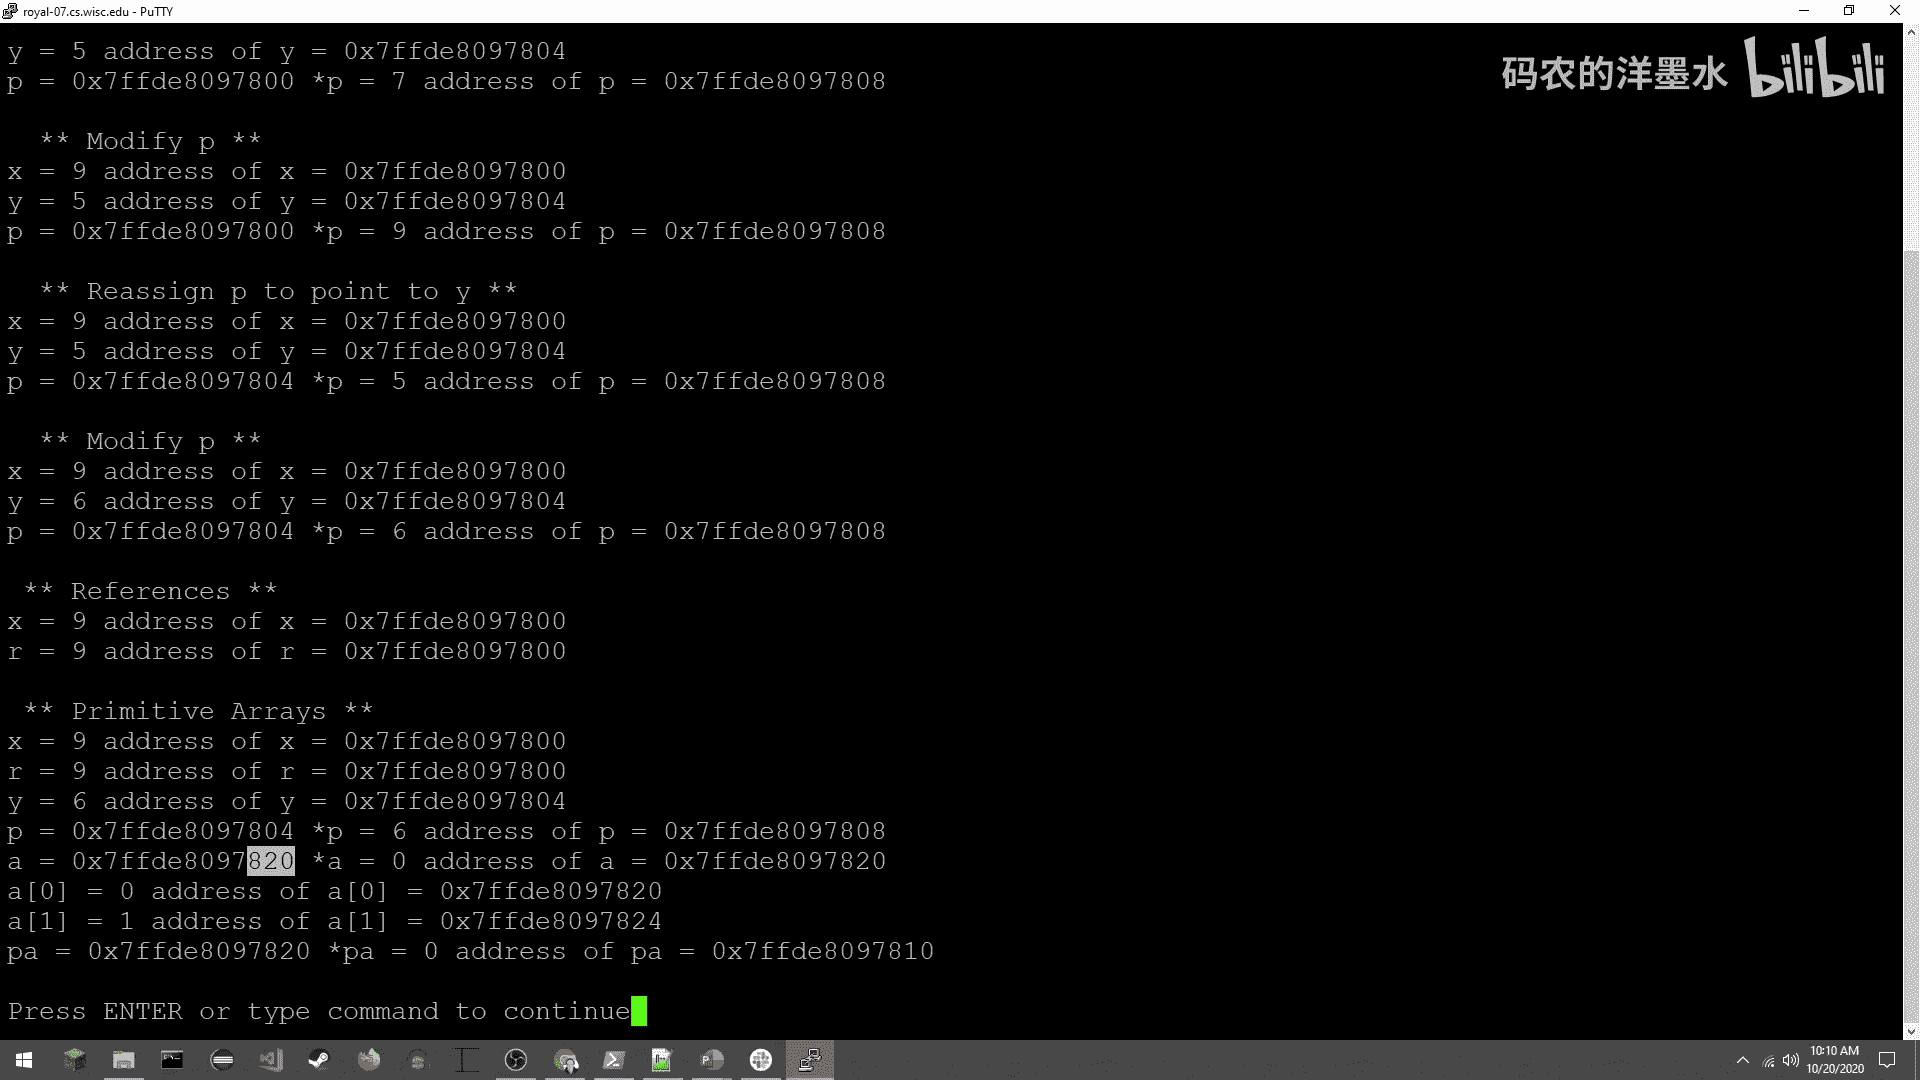 royal-07.cs.wisc.edu - PuTTY
码农的洋墨水 bilibili
y = 5 address of y = 0x7ffde8097804
p = 0x7ffde8097800 *p = 7 address of p = 0x7ffde8097808
** Modify p **
x = 9 address of x = 0x7ffde8097800
y = 5 address of y = 0x7ffde8097804
p = 0x7ffde8097800 *p = 9 address of p = 0x7ffde8097808
** Reassign p to point to y **
x = 9 address of x = 0x7ffde8097800
y = 5 address of y = 0x7ffde8097804
p = 0x7ffde8097804 *p = 5 address of p = 0x7ffde8097808
** Modify p **
x = 9 address of x = 0x7ffde8097800
y = 6 address of y = 0x7ffde8097804
p = 0x7ffde8097804 *p = 6 address of p = 0x7ffde8097808
** References **
x = 9 address of x = 0x7ffde8097800
r = 9 address of r = 0x7ffde8097800
** Primitive Arrays **
x = 9 address of x = 0x7ffde8097800
r = 9 address of r = 0x7ffde8097800
y = 6 address of y = 0x7ffde8097804
p = 0x7ffde8097804 *p = 6 address of p = 0x7ffde8097808
a = 0x7ffde8097820 *a = 0 address of a = 0x7ffde8097820
a[0] = 0 address of a[0] = 0x7ffde8097820
a[1] = 1 address of a[1] = 0x7ffde8097824
pa = 0x7ffde8097820 *pa = 0 address of pa = 0x7ffde8097810
Press ENTER or type command to continue
10:10 AM
10/20/2020